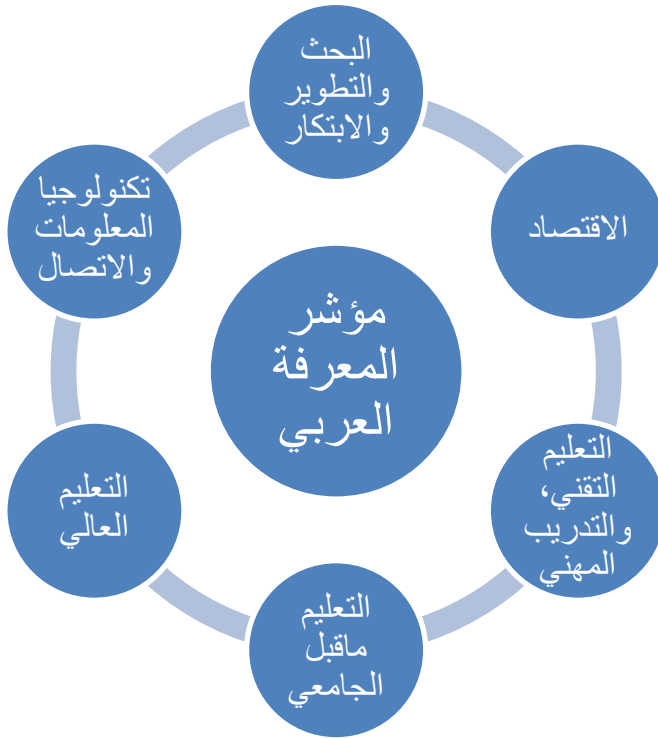 البحث
والتطوير
والابتكار
الاقتصاد
التعليم
التقني،
والتدريب
المهني
التعليم
ماقبل
الجامعي
التعليم
العالي
تكنولوجيا
المعلومات
والاتصال
مؤشر
المعرفة
العربي